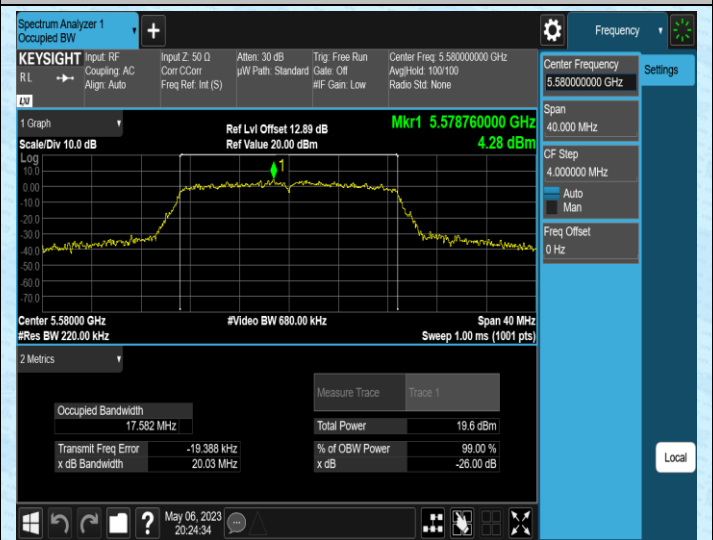 Spectrum Analyzer 1
Occupied BW
+
Frequency
KEYSIGHT
RL
LXI
Input: RF
Coupling: AC
Align: Auto
Input Z: 50 Ω
Corr CCorr
Freq Ref: Int (S)
Atten: 30 dB
µW Path: Standard
Trig: Free Run
Gate: Off
#IF Gain: Low
Center Freq: 5.580000000 GHz
Avg|Hold: 100/100
Radio Std: None
Center Frequency
5.580000000 GHz
Settings
Span
40.000 MHz
CF Step
4.000000 MHz
Auto
Man
Freq Offset
0 Hz
1 Graph
Ref Lvl Offset 12.89 dB
Mkr1 5.578760000 GHz
Scale/Div 10.0 dB
Ref Value 20.00 dBm
4.28 dBm
Log
1
10.0
0.00
-10.0
-20.0
-30.0
-40.0
-50.0
-60.0
-70.0
Center 5.58000 GHz
#Video BW 680.00 kHz
Span 40 MHz
#Res BW 220.00 kHz
Sweep 1.00 ms (1001 pts)
2 Metrics
Measure Trace
Trace 1
Occupied Bandwidth
17.582 MHz
Total Power
19.6 dBm
Transmit Freq Error
-19.388 kHz
% of OBW Power
99.00 %
x dB Bandwidth
20.03 MHz
x dB
-26.00 dB
Local
?
May 06, 2023
20:24:34